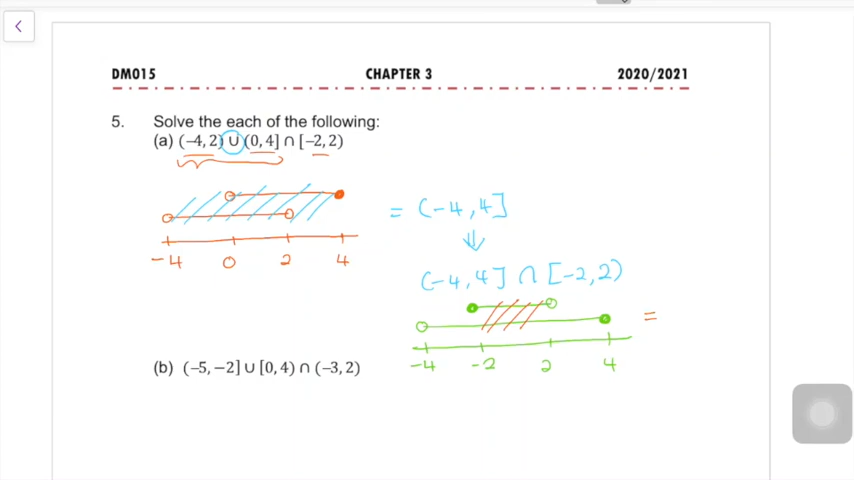 DM015 CHAPTER 3 2020/2021
5. Solve the each of the following:
(a) (−4, 2) ∪ (0, 4] ∩ [−2, 2)
= (-4, 4]
-4 0 2 4
(-4, 4] ∩ [-2, 2)
=
-4 -2 2 4
(b) (−5, −2] ∪ [0, 4) ∩ (−3, 2)